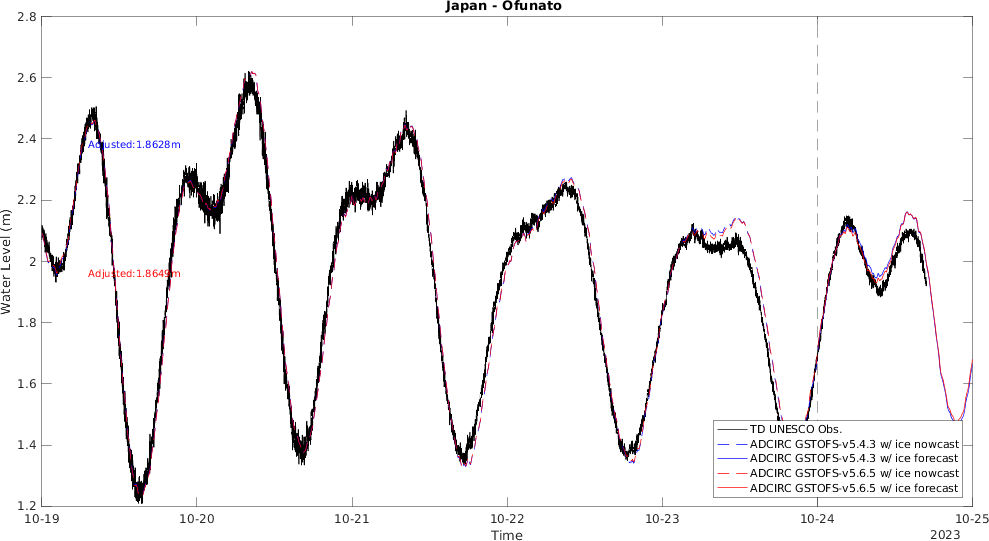 Japan - Ofunato
2.8
2.6
2.4
2.2
2
1.8
1.6
1.4
1.2
Water Level (m)
Adjusted:1.8628m
Adjusted:1.8649m
TD UNESCO Obs.
ADCIRC GSTOFS-v5.4.3 w/ ice nowcast
ADCIRC GSTOFS-v5.4.3 w/ ice forecast
ADCIRC GSTOFS-v5.6.5 w/ ice nowcast
ADCIRC GSTOFS-v5.6.5 w/ ice forecast
10-19 10-20 10-21 10-22 10-23 10-24 10-25
Time
2023